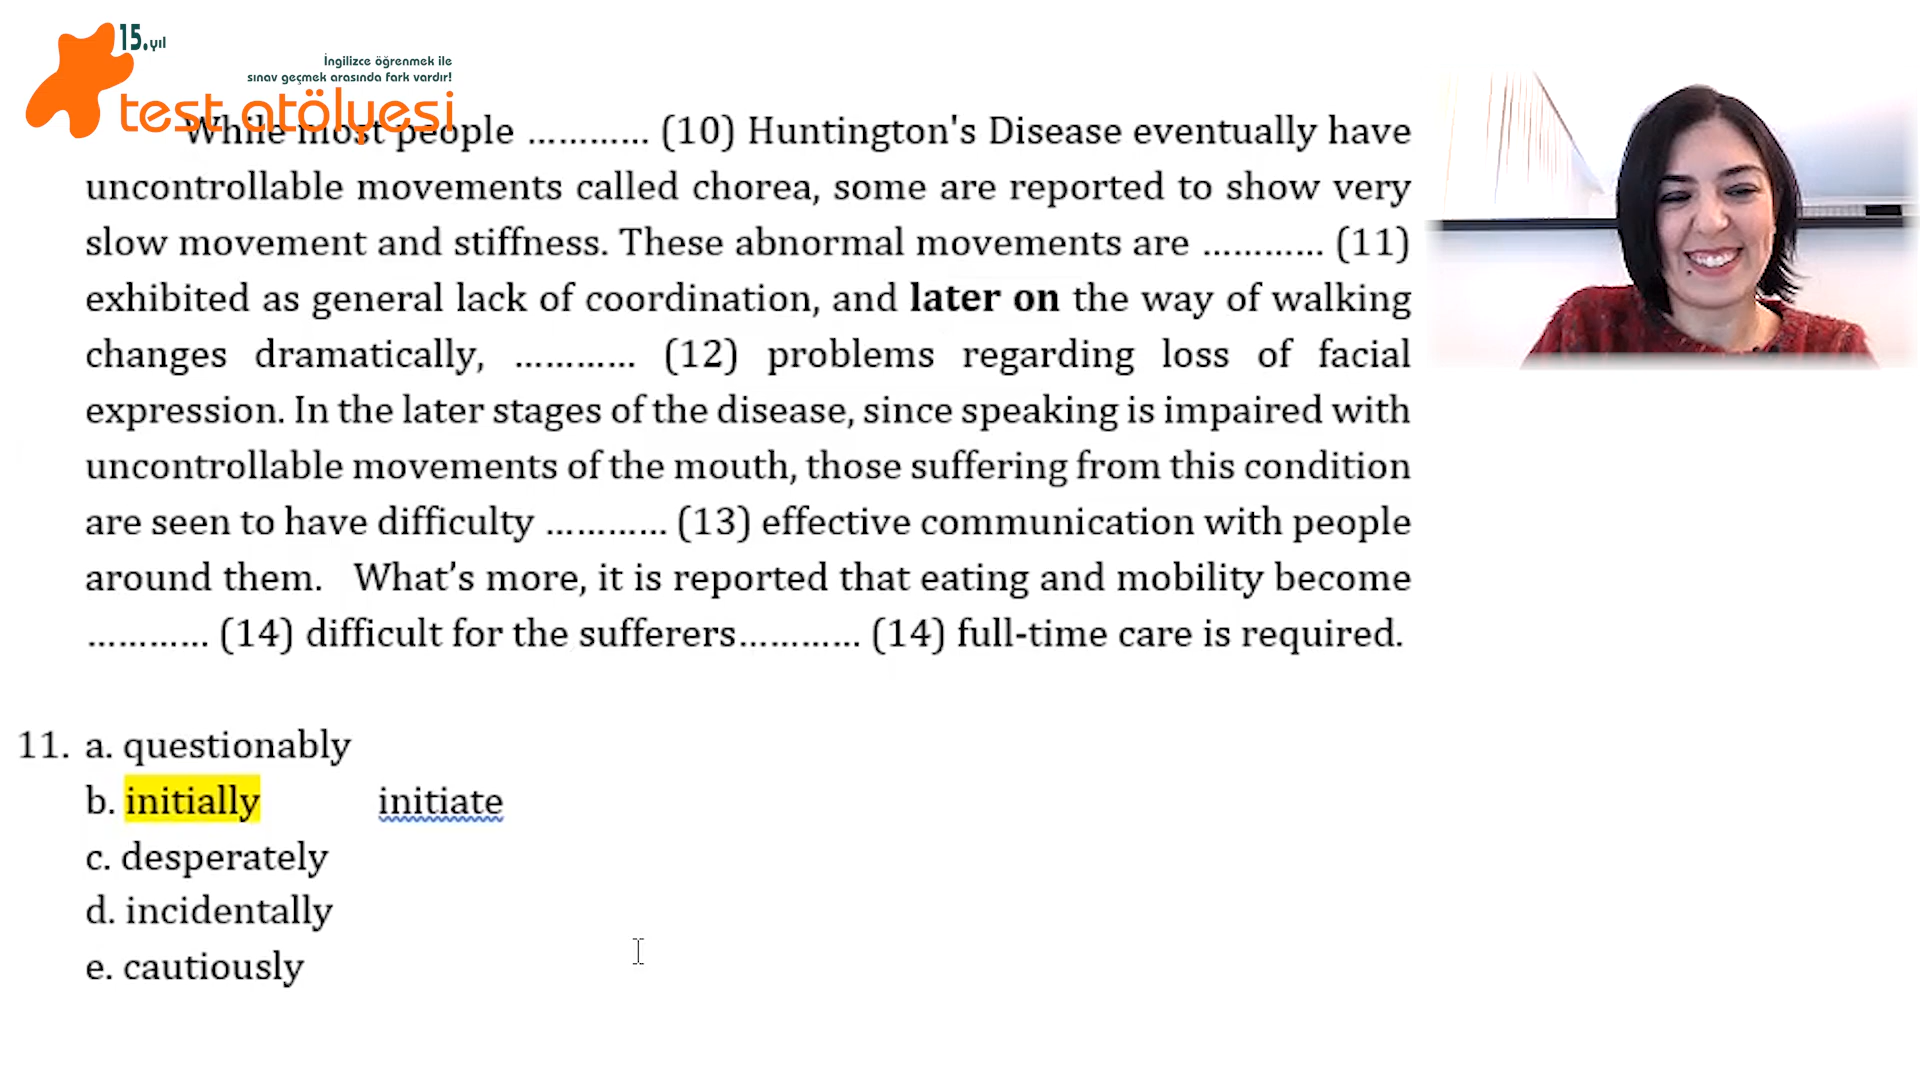 15.yıl
İngilizce öğrenmek ile
sınav geçmek arasında fark vardır!
test atölyesi
While most people ............ (10) Huntington's Disease eventually have
uncontrollable movements called chorea, some are reported to show very
slow movement and stiffness. These abnormal movements are ............ (11)
exhibited as general lack of coordination, and later on the way of walking
changes dramatically, ............ (12) problems regarding loss of facial
expression. In the later stages of the disease, since speaking is impaired with
uncontrollable movements of the mouth, those suffering from this condition
are seen to have difficulty ............ (13) effective communication with people
around them. What's more, it is reported that eating and mobility become
............ (14) difficult for the sufferers............ (14) full-time care is required.
11. a. questionably
b. initially initiate
c. desperately
d. incidentally
e. cautiously